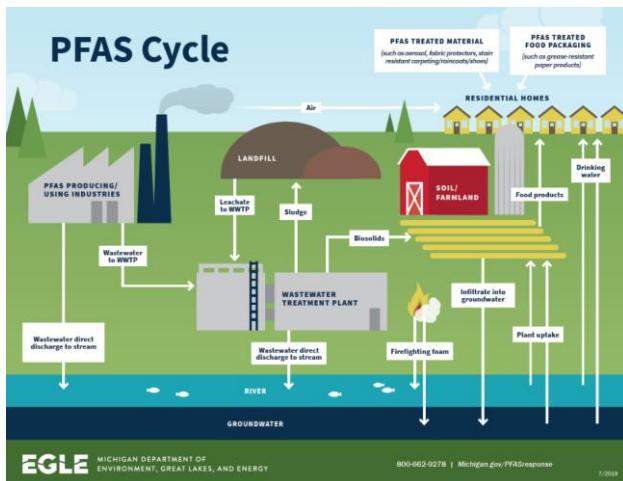 PFAS Cycle
PFAS TREATED MATERIAL
(such as aerosol, fabric protectors, stain
resistant carpeting/raincoats/shoes)
PFAS TREATED
FOOD PACKAGING
(such as grease-resistant
paper products)
RESIDENTIAL HOMES
Air
LANDFILL
PFAS PRODUCING/
USING INDUSTRIES
SOIL/
FARMLAND
Drinking
water
Food products
Leachate
to WWTP
Sludge
Biosolids
Wastewater
to WWTP
WASTEWATER
TREATMENT PLANT
Infiltrate into
groundwater
Plant uptake
Wastewater direct
discharge to stream
Wastewater direct
discharge to stream
Firefighting foam
RIVER
GROUNDWATER
EGLE
MICHIGAN DEPARTMENT OF
ENVIRONMENT, GREAT LAKES, AND ENERGY
800-662-9278 | Michigan.gov/PFASresponse
7/2019